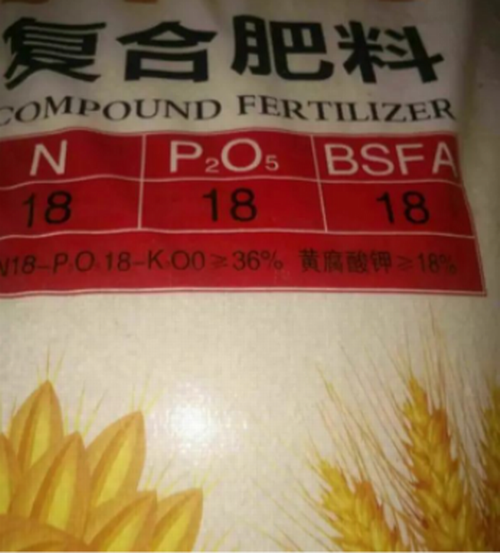 复合肥料
COMPOUND FERTILIZER
N P₂O₅ BSFA
18 18 18
N18-P₂O₅18-K₂O0≥36% 黄腐酸钾≥18%